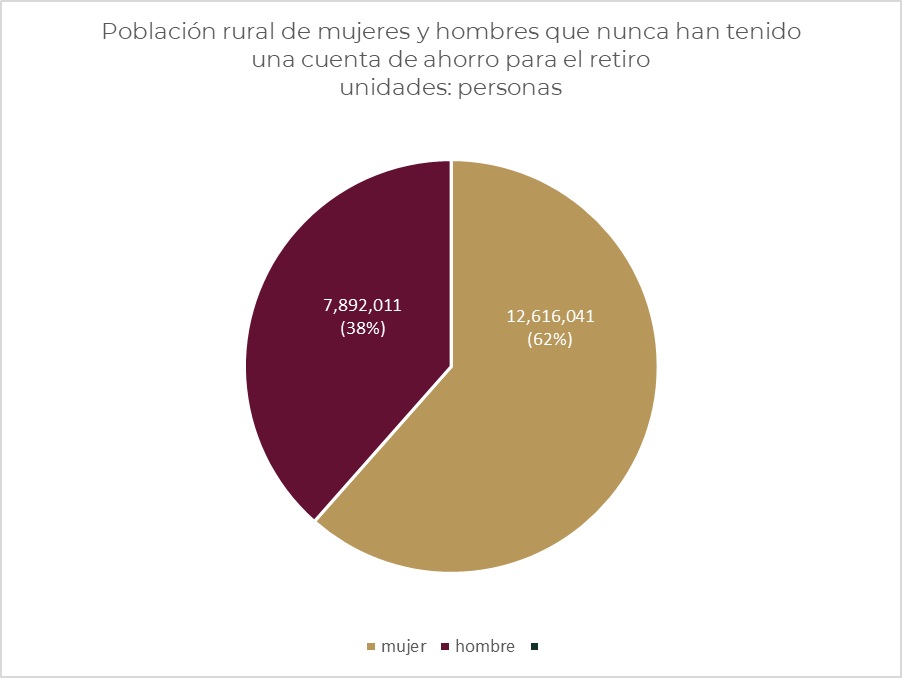 Población rural de mujeres y hombres que nunca han tenido
una cuenta de ahorro para el retiro
unidades: personas
7,892,011
(38%)
12,616,041
(62%)
mujer hombre